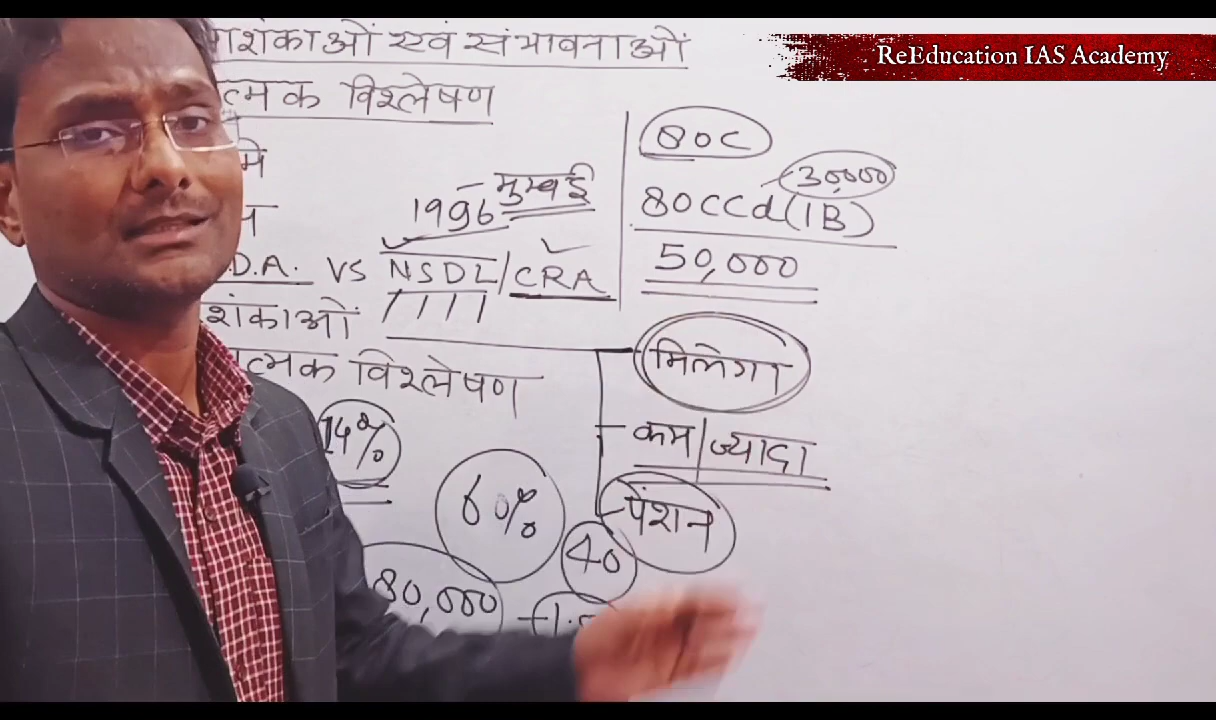 ReEducation IAS Academy
शंकाओं एवं संभावनाओं
त्मक विश्लेषण
80C
30,000
80CCd(1B)
50,000
मे
1996 - मुम्बई
D.A. VS NSDL/CRA
शंकाओं
त्मक विश्लेषण
मिलेगा
कम/ज्यादा
पेंशन
14%
60%
40
80,000